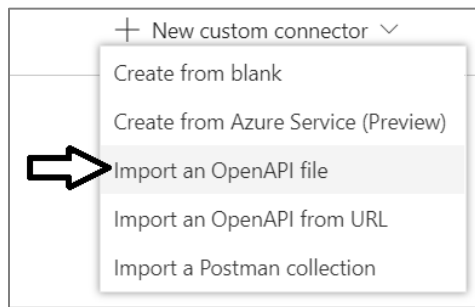 New custom connector
Create from blank
Create from Azure Service (Preview)
Import an OpenAPI file
Import an OpenAPI from URL
Import a Postman collection